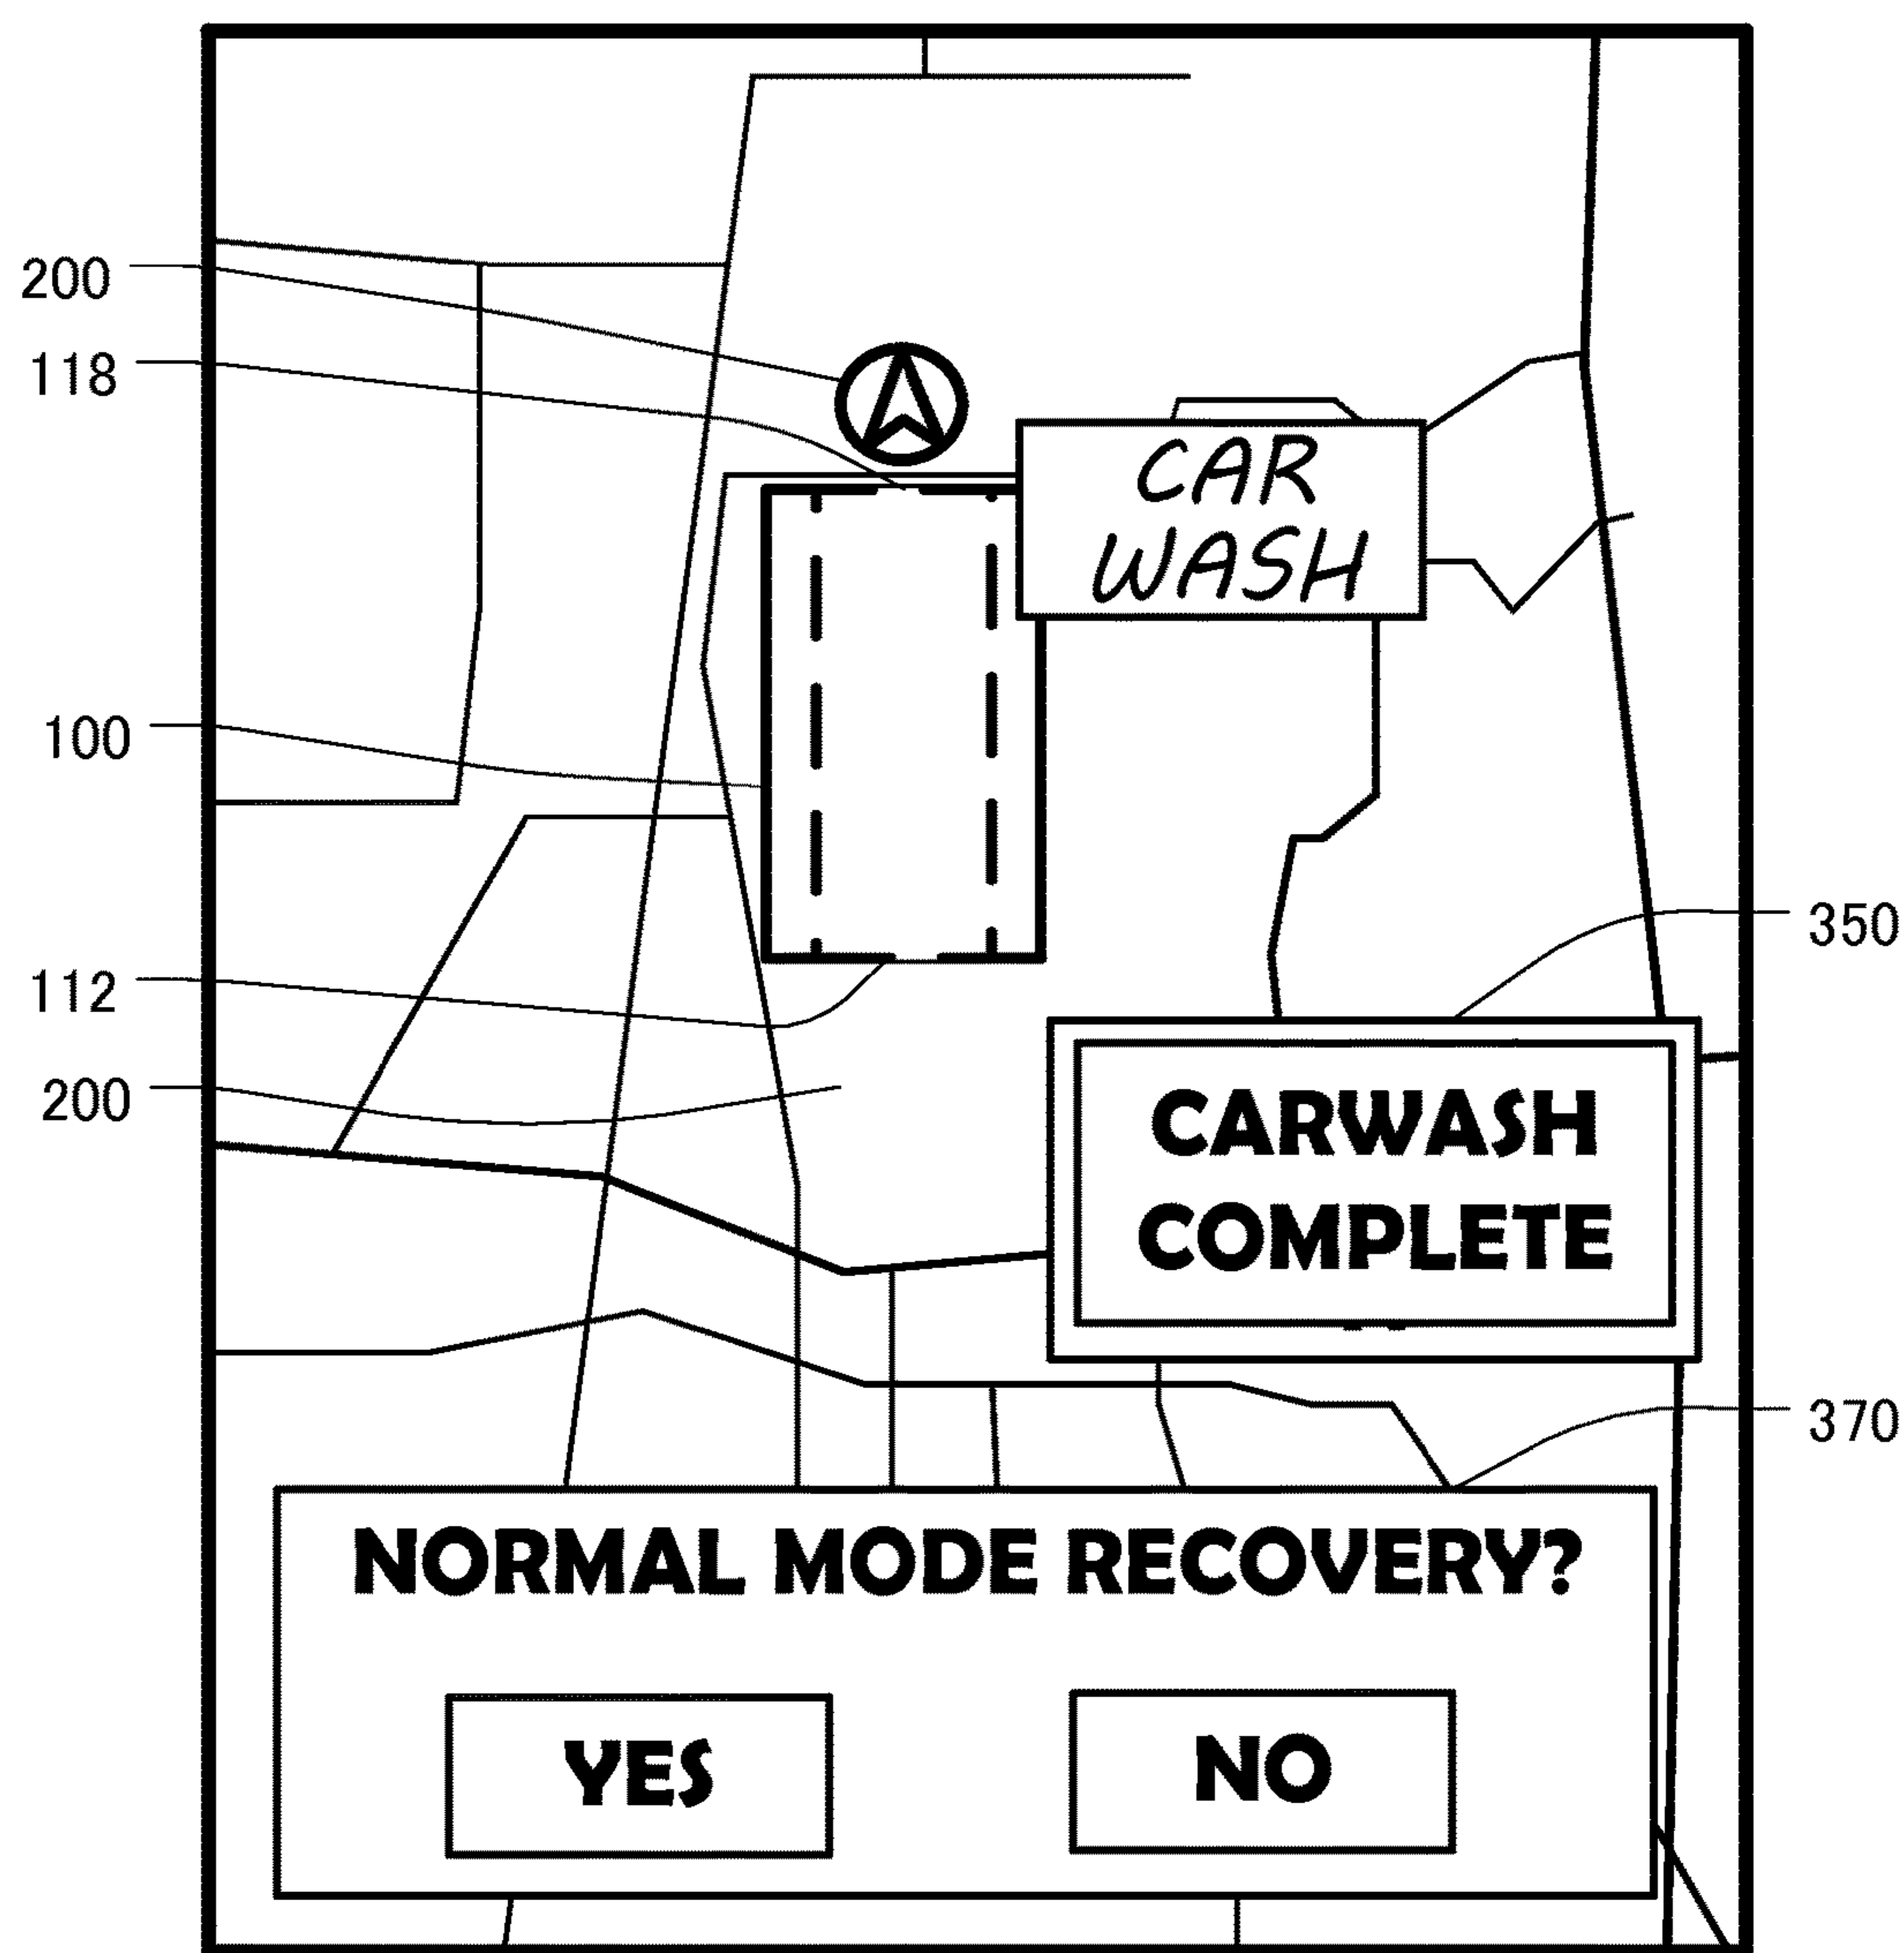 200
118
CAR
WASH
100
350
112
200
CARWASH
COMPLETE
370
NORMAL MODE RECOVERY?
YES
NO